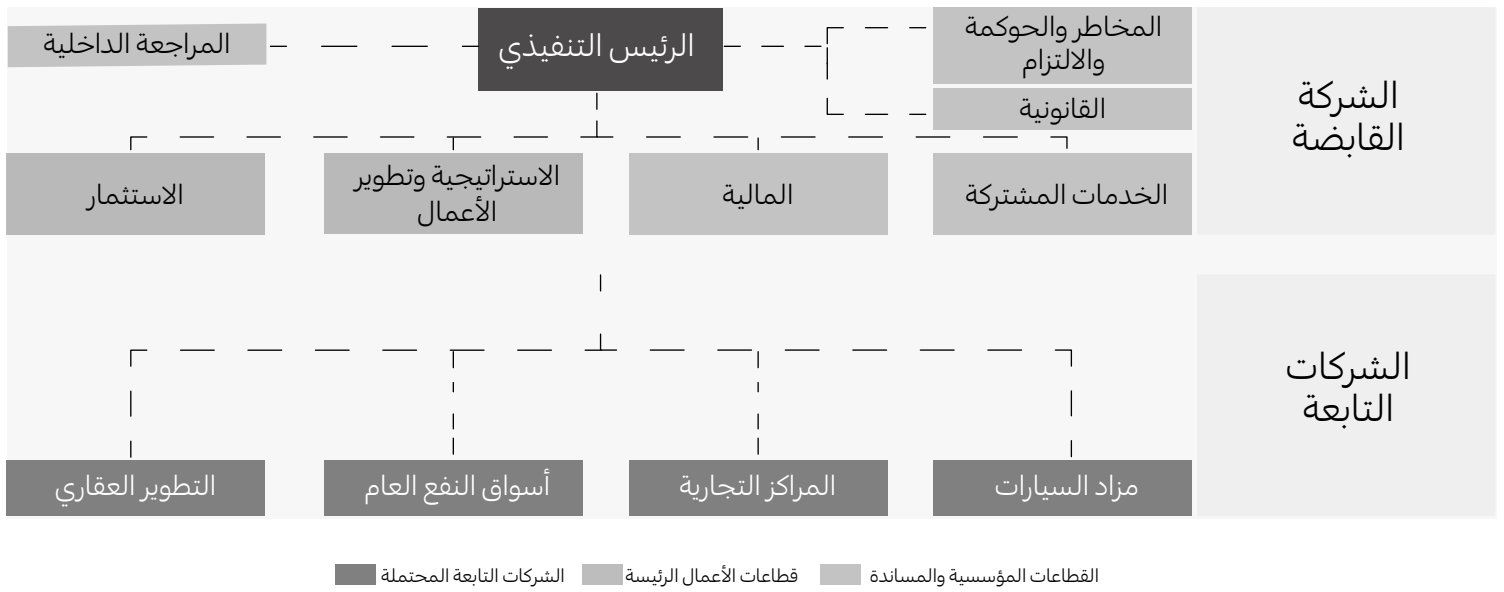 الشركة
القابضة
المخاطر والحوكمة
والالتزام
القانونية
الرئيس التنفيذي
المراجعة الداخلية
الخدمات المشتركة
المالية
الاستراتيجية وتطوير
الأعمال
الاستثمار
الشركات
التابعة
مزاد السيارات
المراكز التجارية
أسواق النفع العام
التطوير العقاري
القطاعات المؤسسية والمساندة
قطاعات الأعمال الرئيسة
الشركات التابعة المحتملة